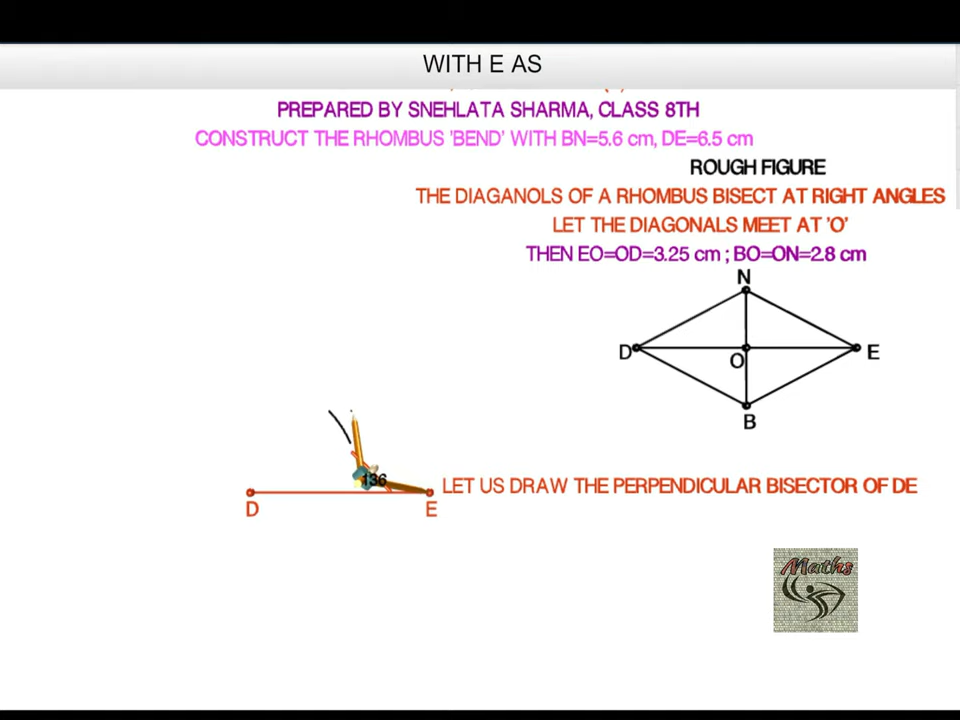 WITH E AS
PREPARED BY SNEHLATA SHARMA, CLASS 8TH
CONSTRUCT THE RHOMBUS 'BEND' WITH BN=5.6 cm, DE=6.5 cm
ROUGH FIGURE
THE DIAGANOLS OF A RHOMBUS BISECT AT RIGHT ANGLES
LET THE DIAGONALS MEET AT 'O'
THEN EO=OD=3.25 cm ; BO=ON=2.8 cm
N
D
E
O
B
136
LET US DRAW THE PERPENDICULAR BISECTOR OF DE
D
E
Maths